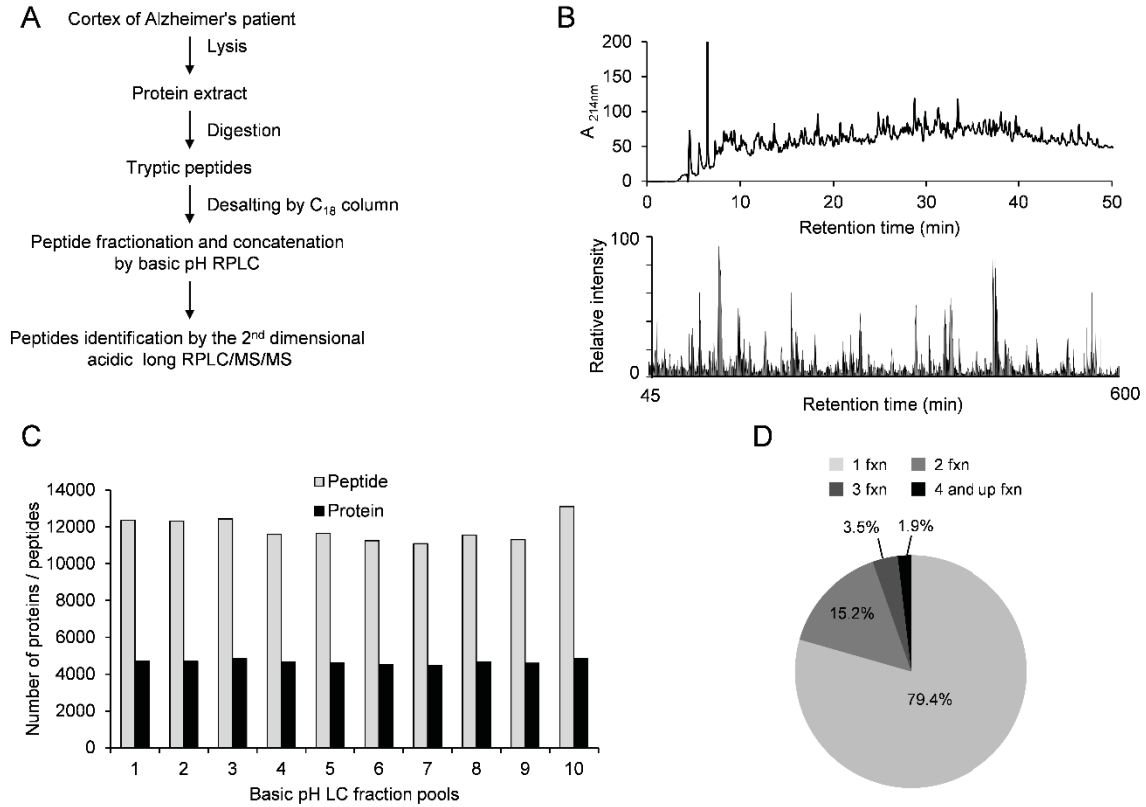 A
Cortex of Alzheimer's patient
Lysis
Protein extract
Digestion
Tryptic peptides
Desalting by C18 column
Peptide fractionation and concatenation
by basic pH RPLC
Peptides identification by the 2nd dimensional
acidic long RPLC/MS/MS
B
A 214nm
200
150
100
50
0
0 10 20 30 40 50
Retention time (min)
Relative intensity
100
0
45 600
Retention time (min)
C
Number of proteins / peptides
14000
12000
10000
8000
6000
4000
2000
0
Peptide
Protein
1 2 3 4 5 6 7 8 9 10
Basic pH LC fraction pools
D
1 fxn 2 fxn
3 fxn 4 and up fxn
3.5% 1.9%
15.2%
79.4%